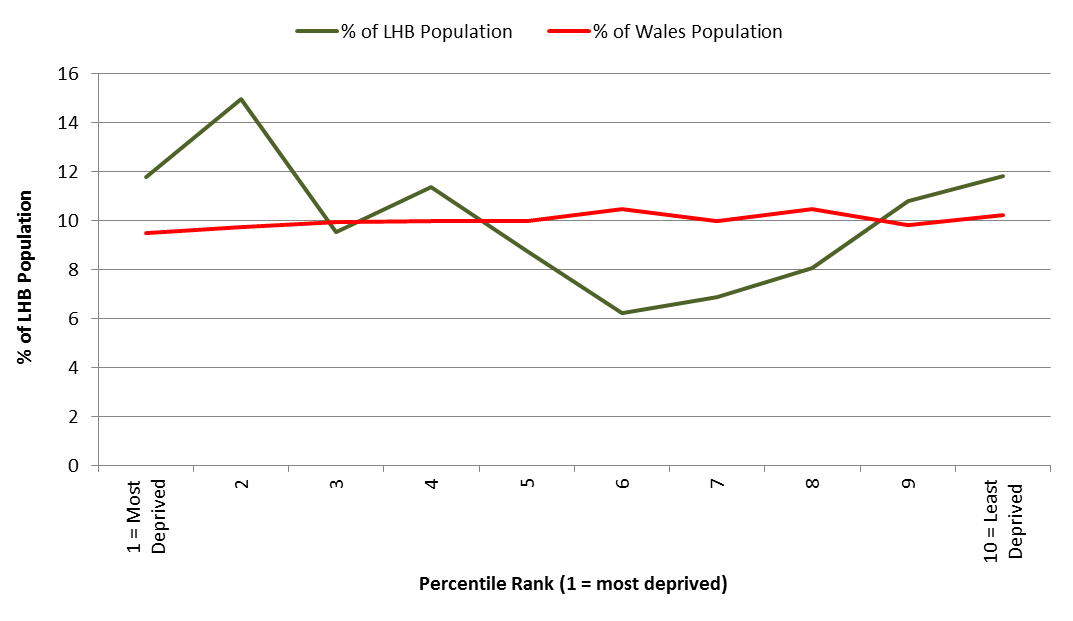 % of LHB Population
% of Wales Population
% of LHB Population
16
14
12
10
8
6
4
2
0
1 = Most
Deprived
2
3
4
5
6
7
8
9
10 = Least
Deprived
Percentile Rank (1 = most deprived)